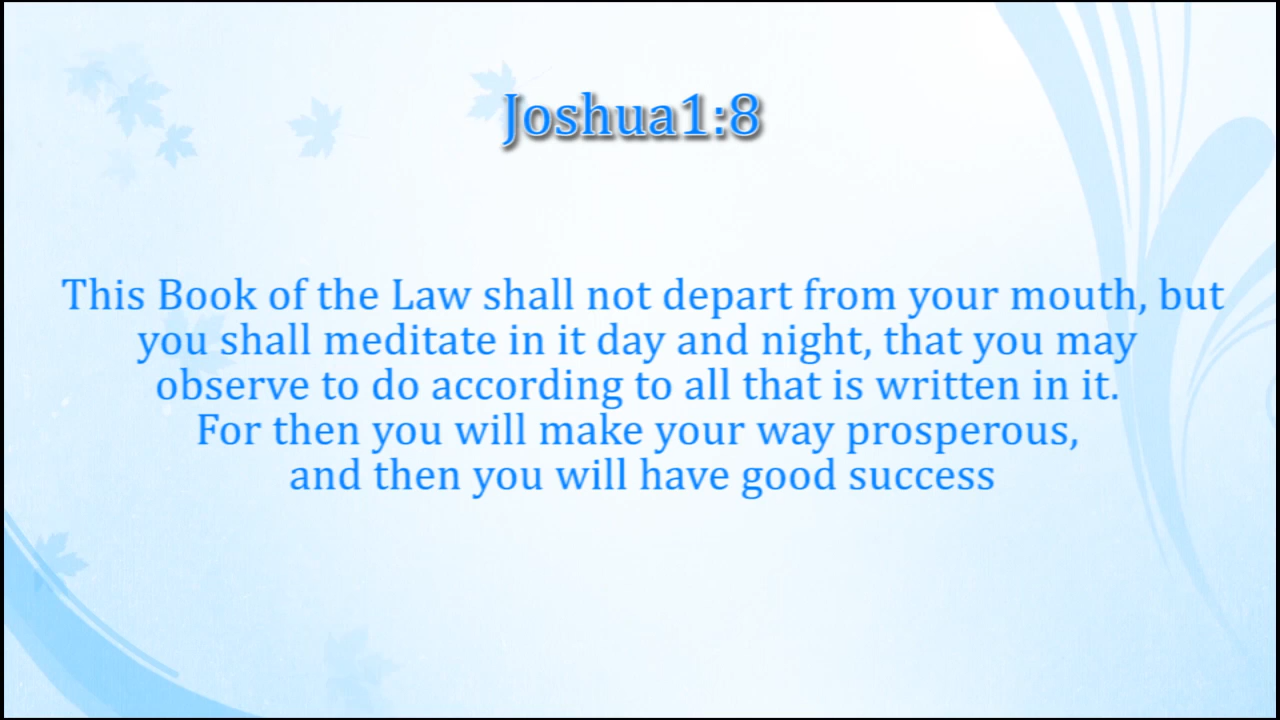 Joshua1:8
This Book of the Law shall not depart from your mouth, but
you shall meditate in it day and night, that you may
observe to do according to all that is written in it.
For then you will make your way prosperous,
and then you will have good success